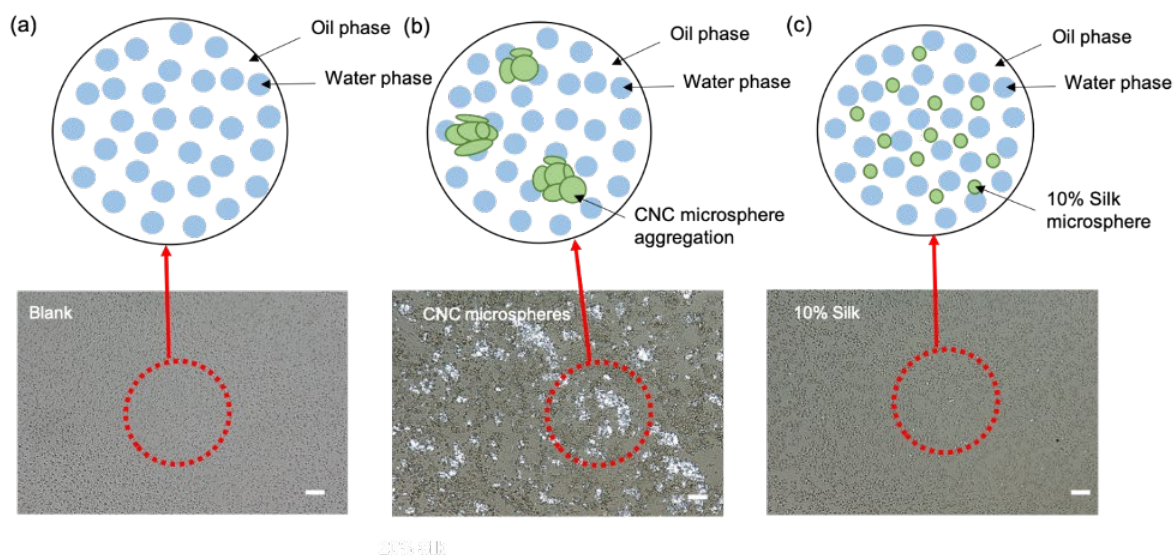 (a)
Oil phase
Water phase
(b)
Oil phase
Water phase
CNC microsphere
aggregation
(c)
Oil phase
Water phase
10% Silk
microsphere
Blank
CNC microspheres
10% Silk